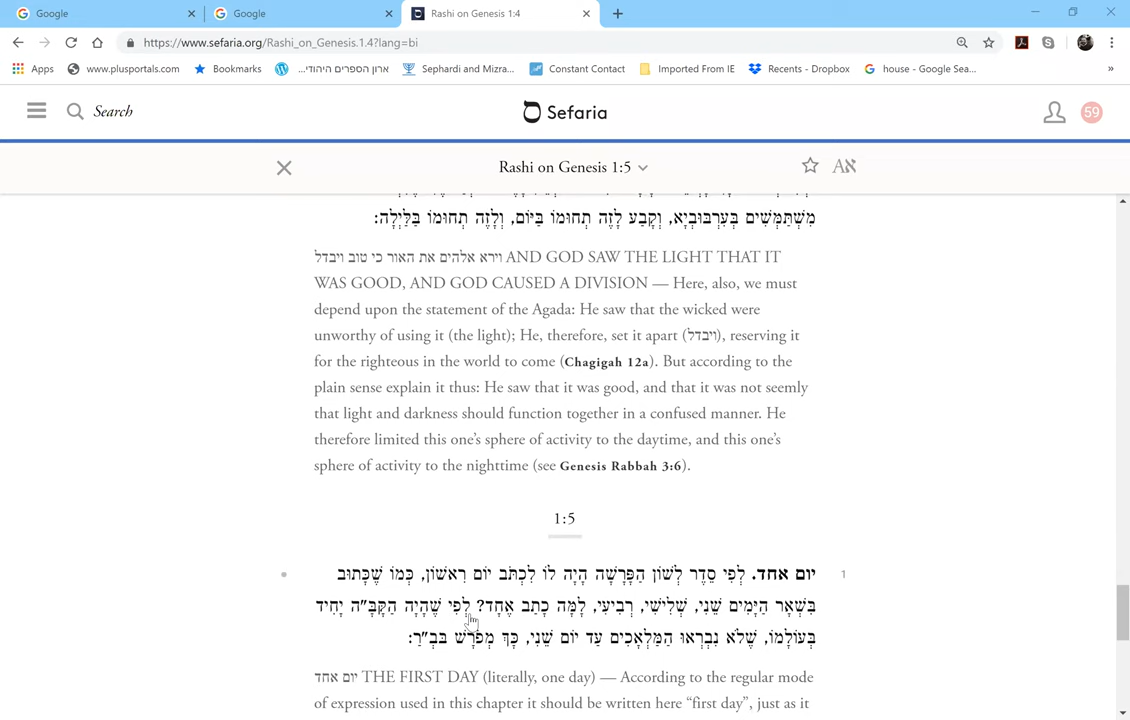 Google
Google
Rashi on Genesis 1:4
https://www.sefaria.org/Rashi_on_Genesis.1.4?lang=bi
Apps www.plusportals.com Bookmarks ארון הספרים היהודי... Sephardi and Mizra... Constant Contact Imported From IE Recents - Dropbox house - Google Sea... »
Search
Sefaria
59
Rashi on Genesis 1:5
מִשְׁתַּמְּשִׁים בְּעִרְבּוּבְיָא, וְקָבַע לָזֶה תְּחוּמוֹ בַּיּוֹם, וְלָזֶה תְּחוּמוֹ בַּלַּיְלָה:
וירא אלהים את האור כי טוב ויבדל AND GOD SAW THE LIGHT THAT IT
WAS GOOD, AND GOD CAUSED A DIVISION — Here, also, we must
depend upon the statement of the Agada: He saw that the wicked were
unworthy of using it (the light); He, therefore, set it apart (ויבדל), reserving it
for the righteous in the world to come (Chagigah 12a). But according to the
plain sense explain it thus: He saw that it was good, and that it was not seemly
that light and darkness should function together in a confused manner. He
therefore limited this one’s sphere of activity to the daytime, and this one’s
sphere of activity to the nighttime (see Genesis Rabbah 3:6).
1:5
1
יום אחד. לְפִי סֵדֶר לְשׁוֹן הַפָּרָשָׁה הָיָה לוֹ לִכְתֹּב יוֹם רִאשׁוֹן, כְּמוֹ שֶׁכָּתוּב
בִּשְׁאָר הַיָּמִים שֵׁנִי, שְׁלִישִׁי, רְבִיעִי, לָמָּה כָתַב אֶחָד? לְפִי שֶׁהָיָה הַקָּבָּ"ה יָחִיד
בְּעוֹלָמוֹ, שֶׁלֹּא נִבְרְאוּ הַמַּלְאָכִים עַד יוֹם שֵׁנִי, כָּךְ מְפֹרָשׁ בִּבְ"רַ:
יום אחד THE FIRST DAY (literally, one day) — According to the regular mode
of expression used in this chapter it should be written here “first day”, just as it